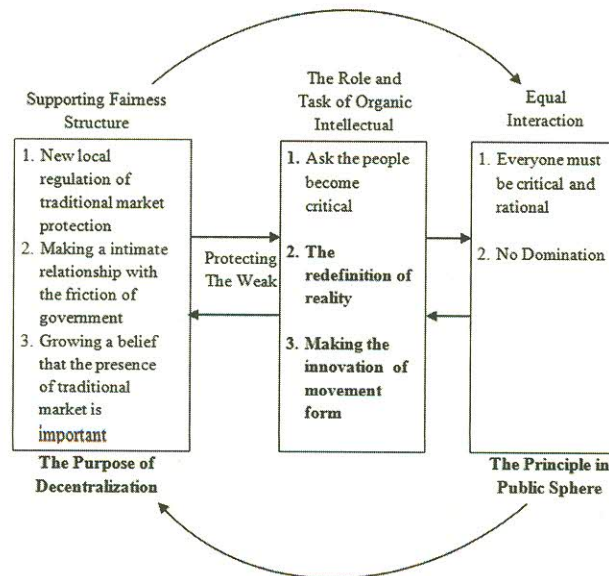 Supporting Fairness
Structure
1. New local
regulation of
traditional market
protection
2. Making a intimate
relationship with
the friction of
government
3. Growing a belief
that the presence
of traditional
market is
important
The Purpose of
Decentralization
Protecting
The Weak
The Role and
Task of Organic
Intellectual
1. Ask the people
become
critical
2. The
redefinition of
reality
3. Making the
innovation of
movement
form
Equal
Interaction
1. Everyone must
be critical and
rational
2. No Domination
The Principle in
Public Sphere